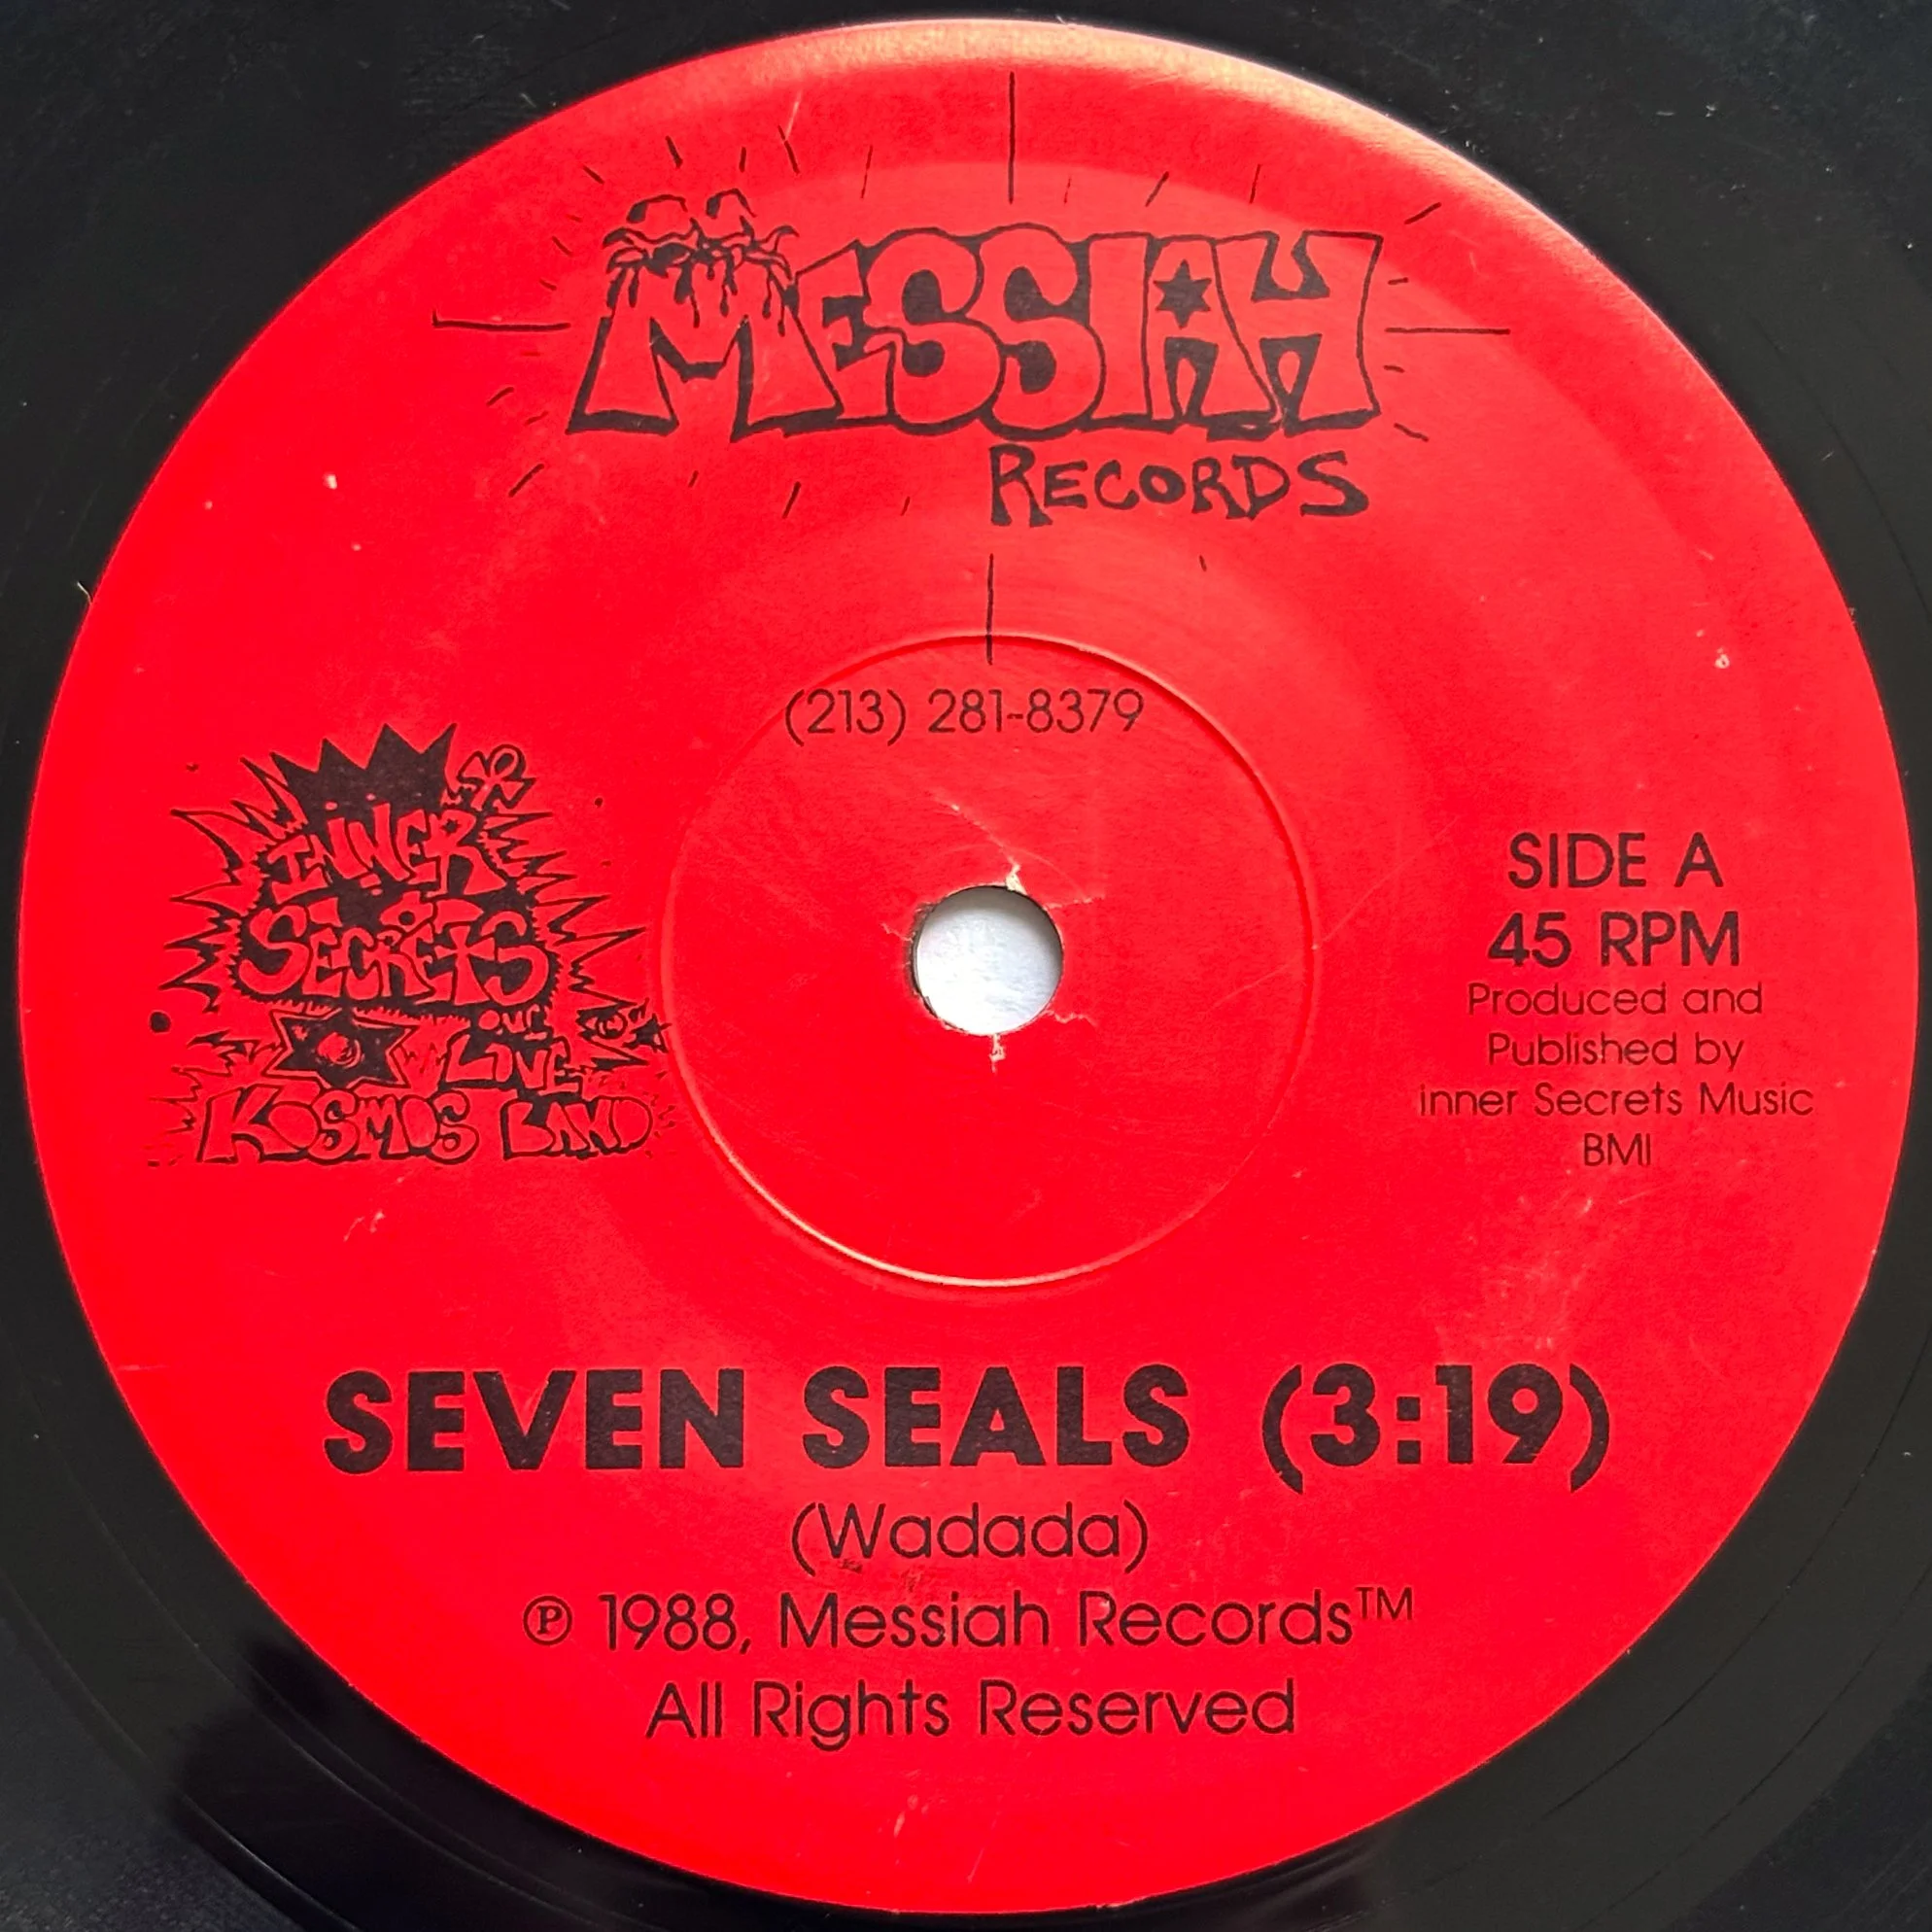 MESSIAH
RECORDS
(213) 281-8379
INNER
SECRETS
LIVE
KOSMOS BAND
SIDE A
45 RPM
Produced and
Published by
inner Secrets Music
BMI
SEVEN SEALS (3:19)
(Wadada)
℗ 1988, Messiah Records™
All Rights Reserved